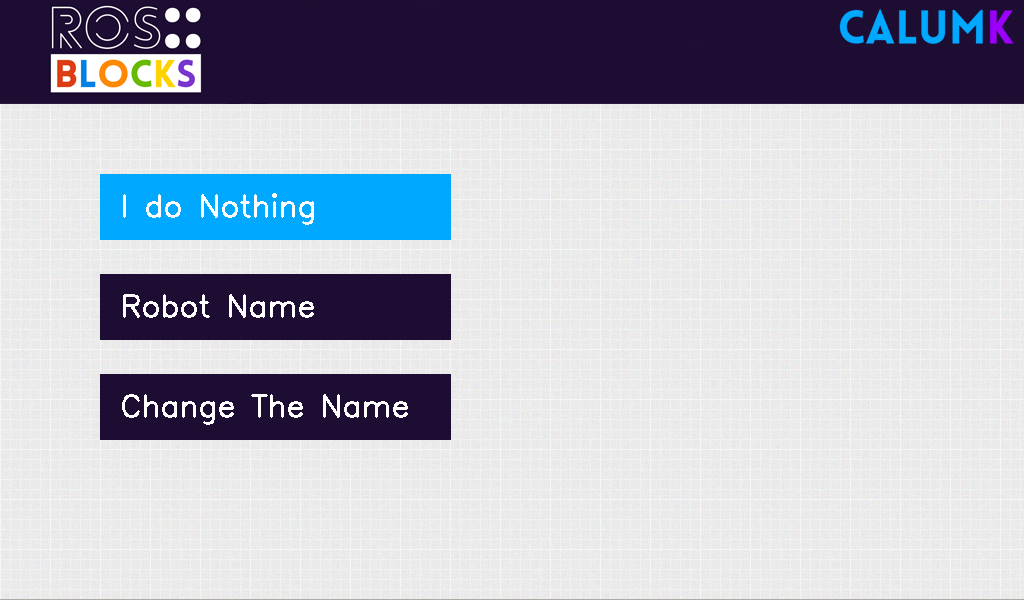 ROS
BLOCKS
CALUMK
I do Nothing
Robot Name
Change The Name